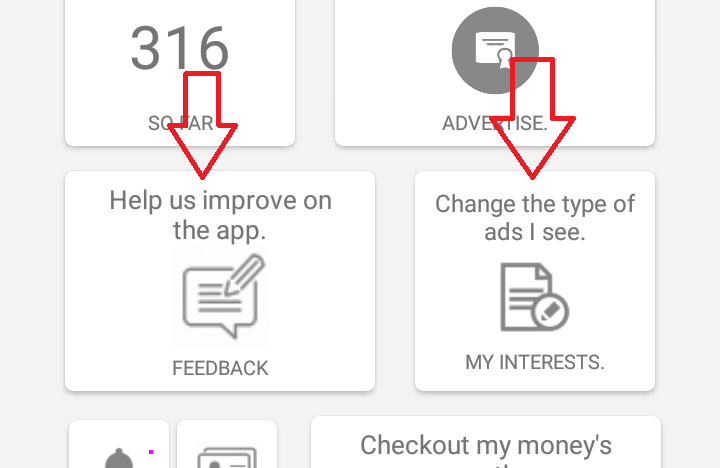 316
SO FAR
ADVERTISE.
Help us improve on
the app.
FEEDBACK
Change the type of
ads I see.
MY INTERESTS.
Checkout my money's